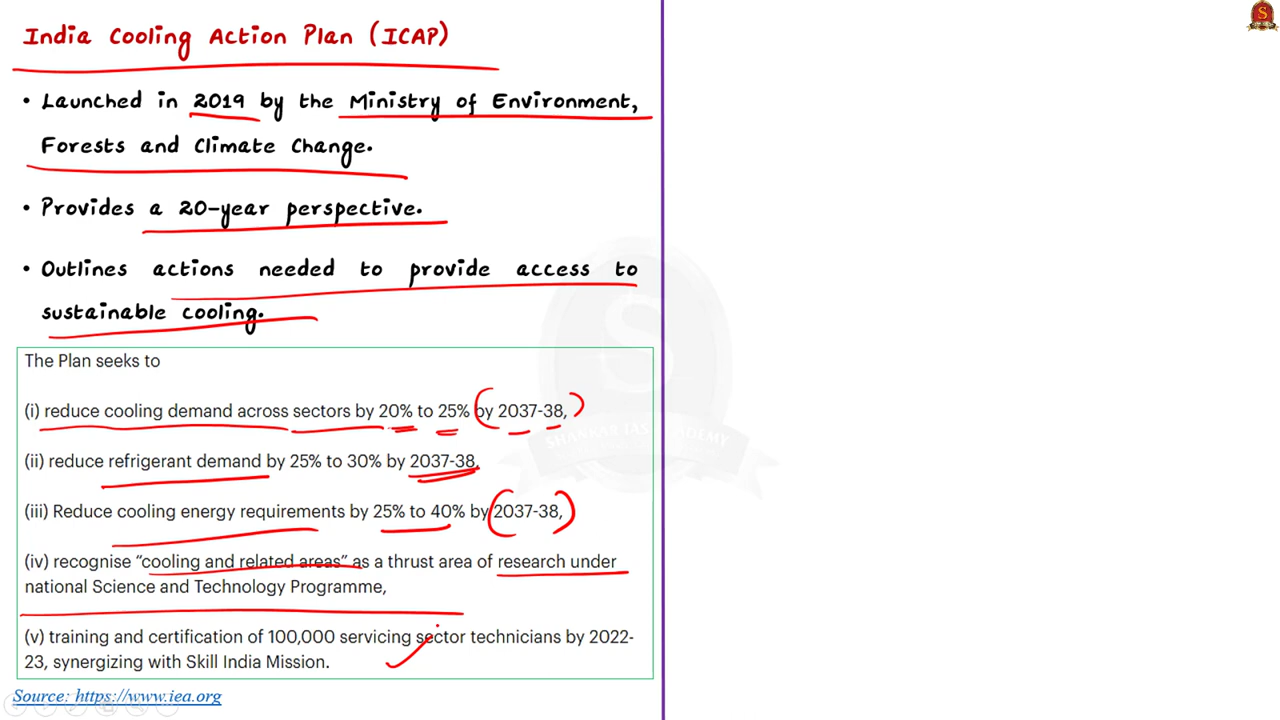 India Cooling Action Plan (ICAP)
• Launched in 2019 by the Ministry of Environment,
Forests and Climate Change.
• Provides a 20-year perspective.
• Outlines actions needed to provide access to
sustainable cooling.
The Plan seeks to
(i) reduce cooling demand across sectors by 20% to 25% by 2037-38,
(ii) reduce refrigerant demand by 25% to 30% by 2037-38,
(iii) Reduce cooling energy requirements by 25% to 40% by 2037-38,
(iv) recognise “cooling and related areas” as a thrust area of research under
national Science and Technology Programme,
(v) training and certification of 100,000 servicing sector technicians by 2022-
23, synergizing with Skill India Mission.
Source: https://www.iea.org
SHANKAR IAS ACADEMY